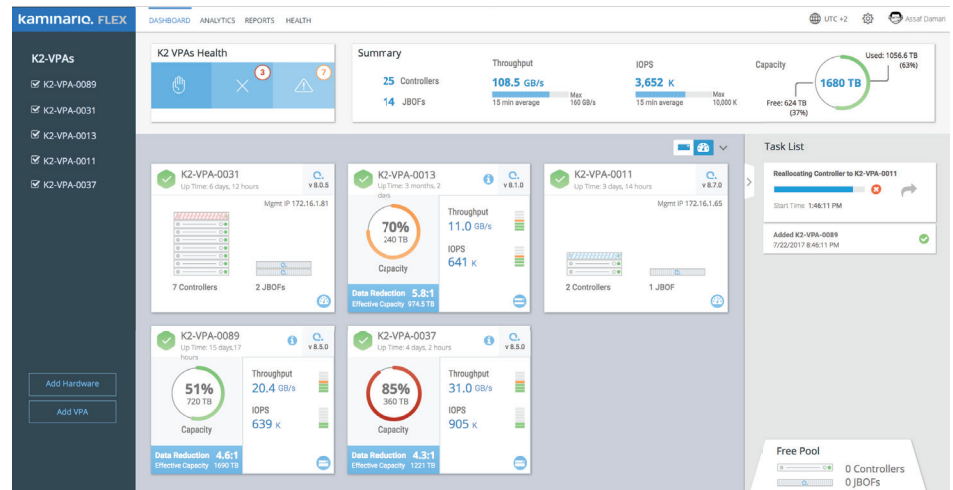 kaminario. FLEX
DASHBOARD ANALYTICS REPORTS HEALTH
UTC +2
Assaf Daman
K2-VPAs
K2-VPA-0089
K2-VPA-0031
K2-VPA-0013
K2-VPA-0011
K2-VPA-0037
Add Hardware
Add VPA
K2 VPAs Health
3
7
Summary
25 Controllers
14 JBOFs
Throughput
108.5 GB/s
15 min average
Max
160 GB/s
IOPS
3,652 K
15 min average
Max
10,000 K
Capacity
1680 TB
Used: 1056.6 TB
(63%)
Free: 624 TB
(37%)
K2-VPA-0031
Up Time: 6 days, 12 hours
v 8.0.5
Mgmt IP 172.16.1.81
7 Controllers
2 JBOFs
K2-VPA-0013
Up Time: 3 months, 2
days
v 8.1.0
70%
240 TB
Capacity
Throughput
11.0 GB/s
IOPS
641 K
Data Reduction 5.8:1
Effective Capacity 974.5 TB
K2-VPA-0011
Up Time: 3 days, 14 hours
v 8.7.0
Mgmt IP 172.16.1.65
2 Controllers
1 JBOF
K2-VPA-0089
Up Time: 15 days,17
hours
v 8.5.0
51%
720 TB
Capacity
Throughput
20.4 GB/s
IOPS
639 K
Data Reduction 4.6:1
Effective Capacity 1690 TB
K2-VPA-0037
Up Time: 4 days, 2 hours
v 8.5.0
85%
360 TB
Capacity
Throughput
31.0 GB/s
IOPS
905 K
Data Reduction 4.3:1
Effective Capacity 1221 TB
Task List
Reallocating Controller to K2-VPA-0011
Start Time: 1:46:11 PM
Added K2-VPA-0089
7/22/2017 8:46:11 PM
Free Pool
0 Controllers
0 JBOFs